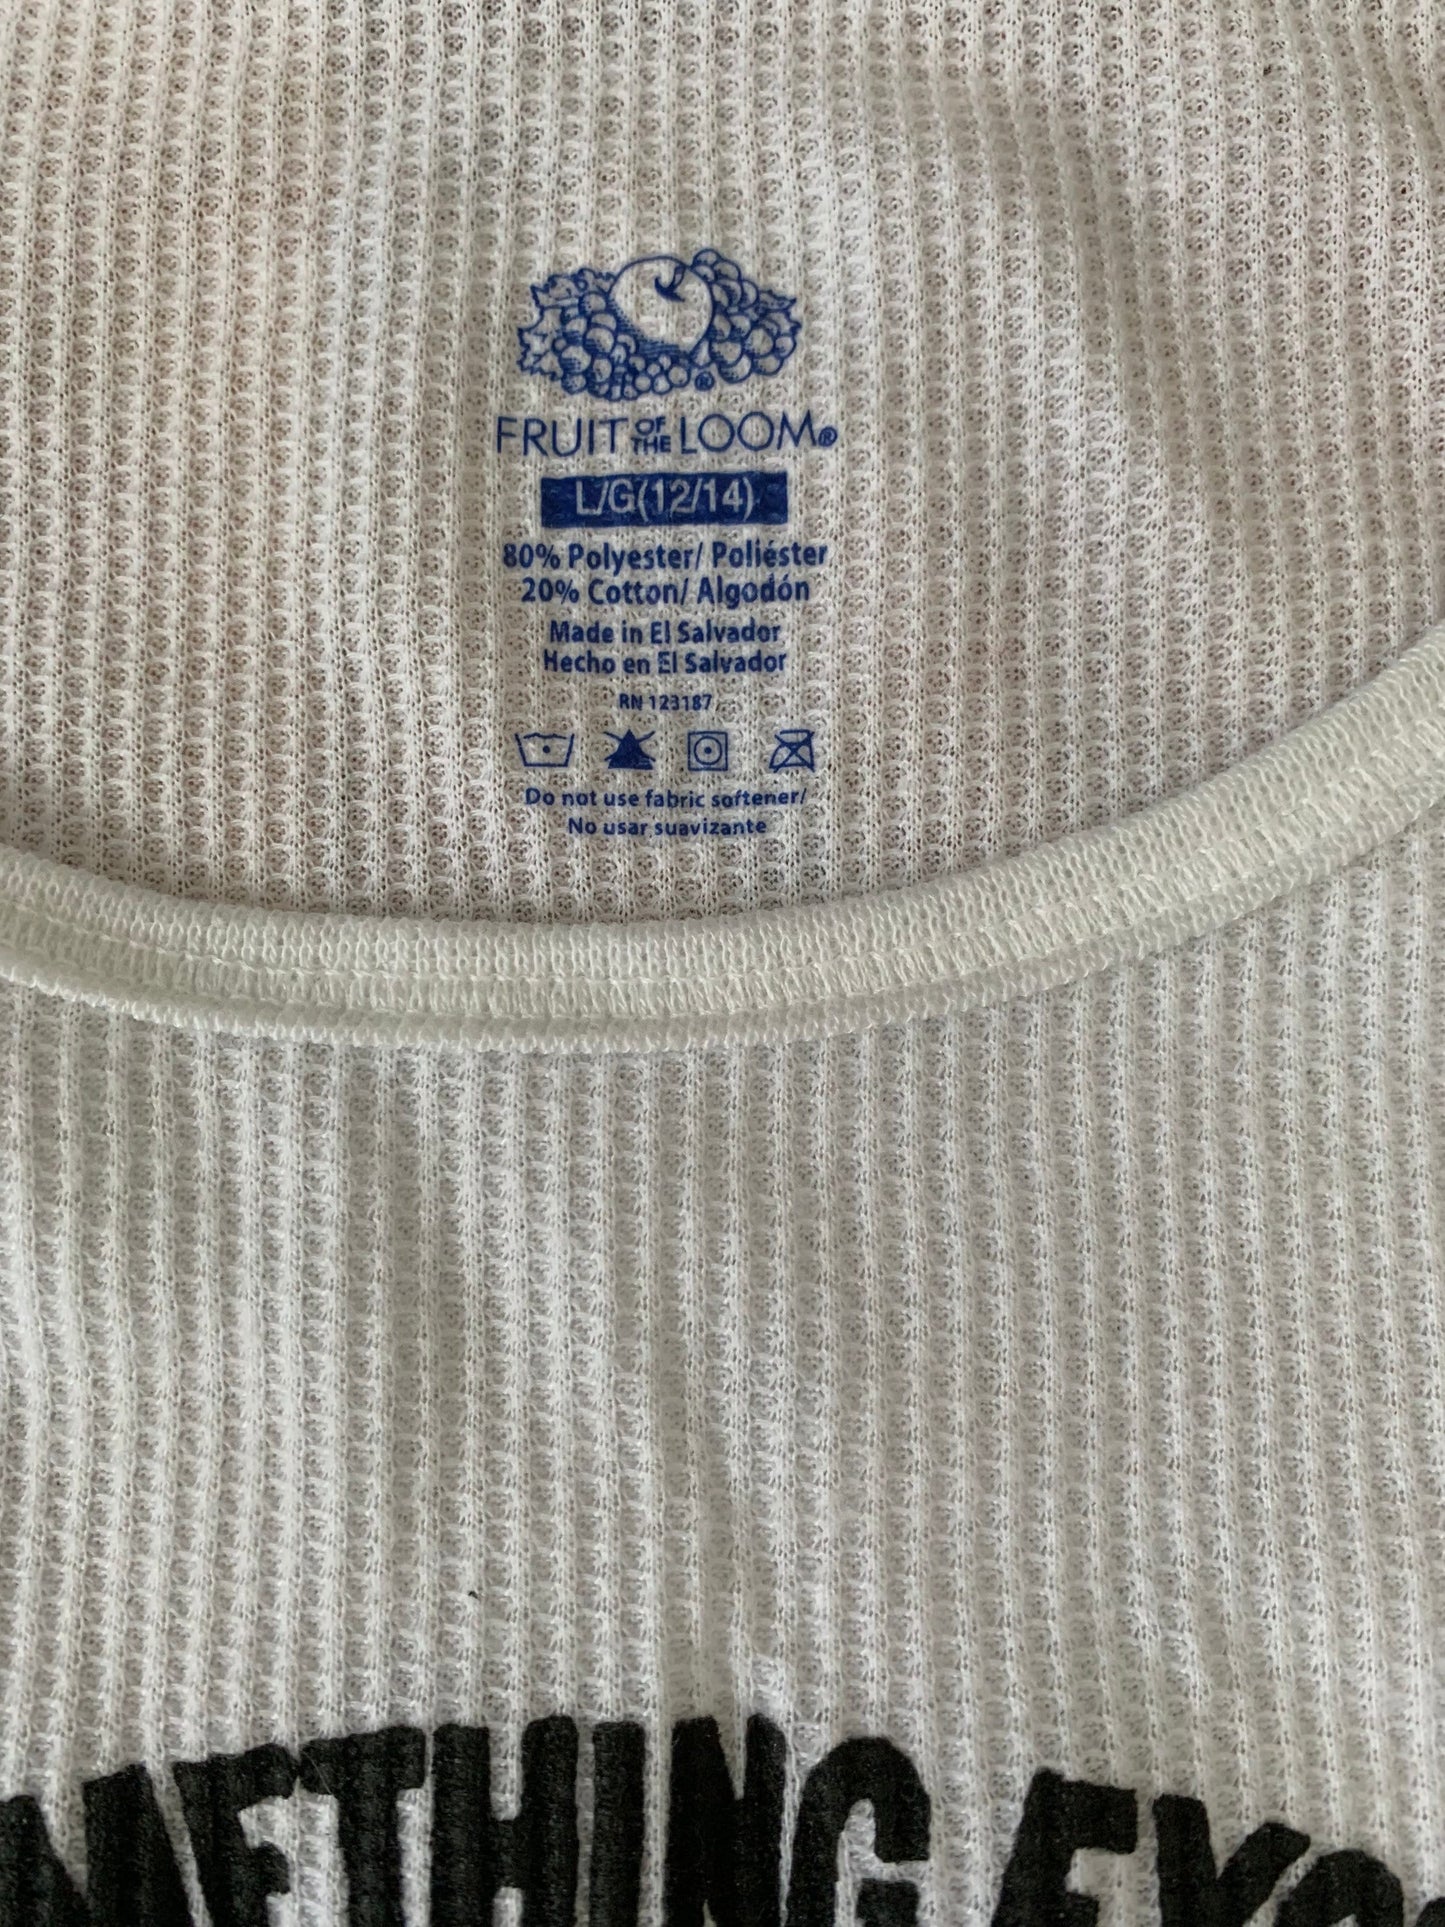 FRUIT OF THE LOOM®
L/G(12/14)
80% Polyester/ Poliéster
20% Cotton/ Algodón
Made in El Salvador
Hecho en El Salvador
RN 123187
Do not use fabric softener/
No usar suavizante